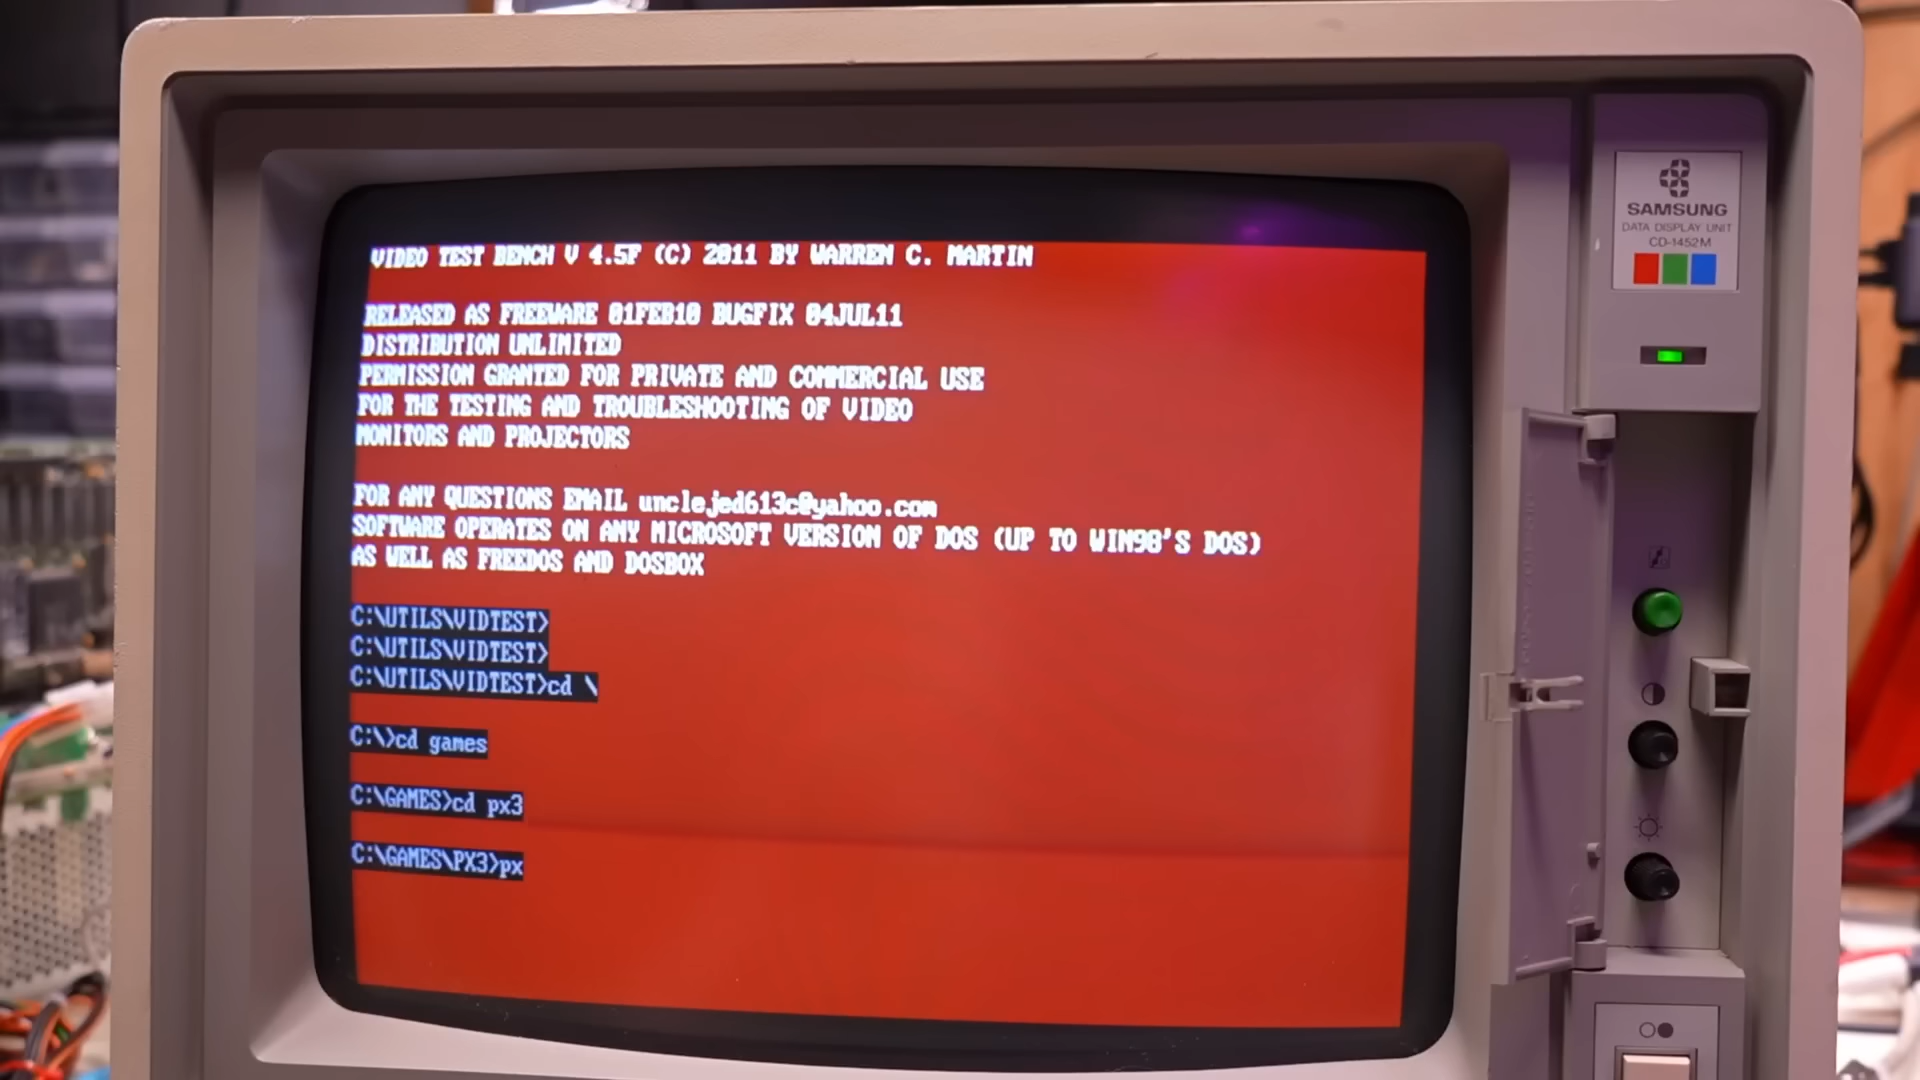 VIDEO TEST BENCH V 4.5F (C) 2011 BY WARREN C. MARTIN
RELEASED AS FREEWARE 01FEB10 BUGFIX 04JUL11
DISTRIBUTION UNLIMITED
PERMISSION GRANTED FOR PRIVATE AND COMMERCIAL USE
FOR THE TESTING AND TROUBLESHOOTING OF VIDEO
MONITORS AND PROJECTORS
FOR ANY QUESTIONS EMAIL unclejed613c@yahoo.com
SOFTWARE OPERATES ON ANY MICROSOFT VERSION OF DOS (UP TO WIN98'S DOS)
AS WELL AS FREEDOS AND DOSBOX
C:\UTILS\VIDTEST>
C:\UTILS\VIDTEST>
C:\UTILS\VIDTEST>cd \
C:\>cd games
C:\GAMES>cd px3
C:\GAMES\PX3>px
SAMSUNG
DATA DISPLAY UNIT
CD-1452M